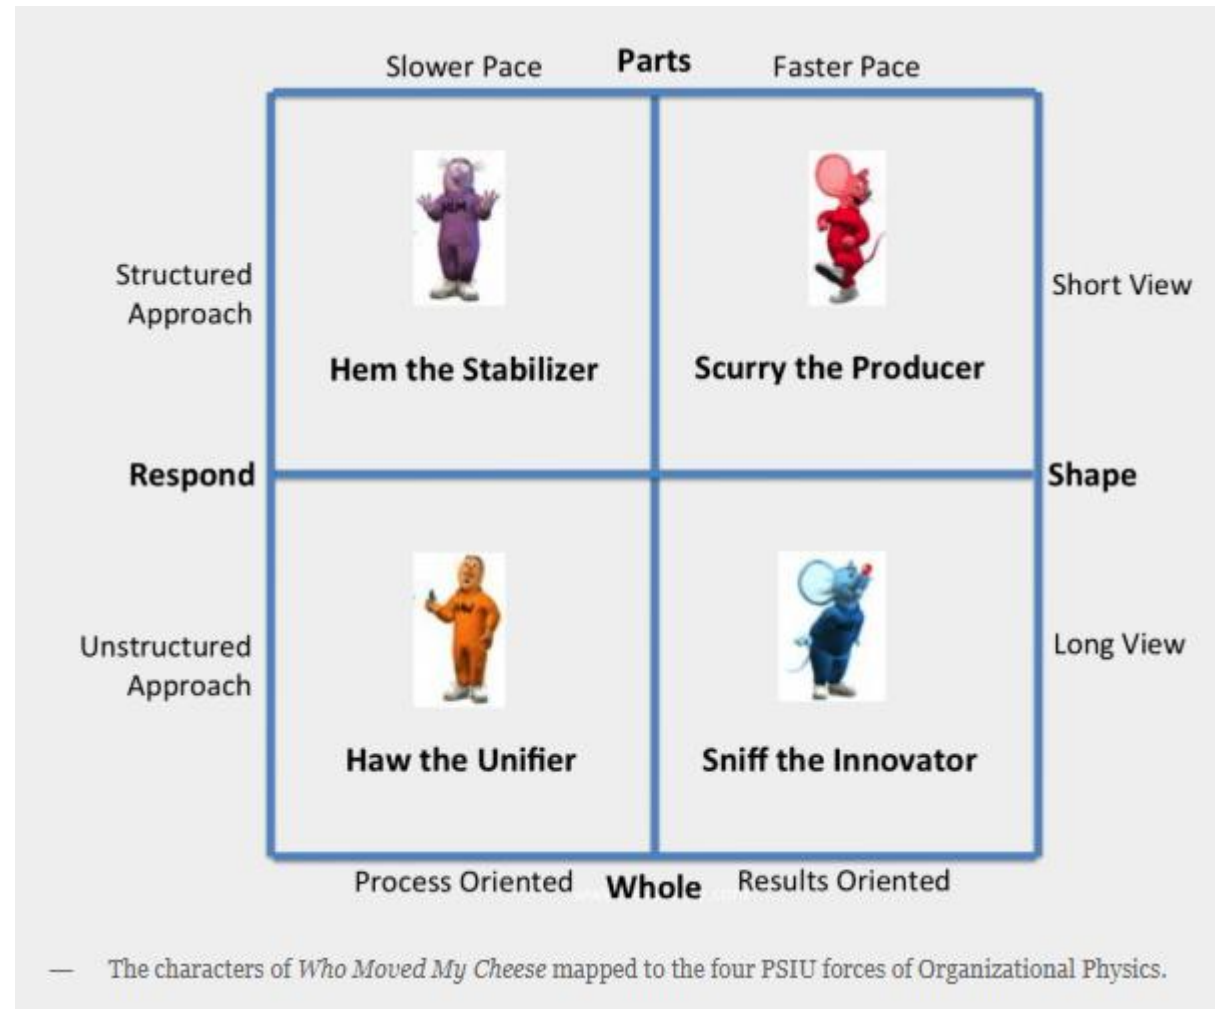 Slower Pace Parts Faster Pace
HEM
Structured
Approach
Short View
Hem the Stabilizer Scurry the Producer
Respond Shape
Unstructured
Approach
Long View
Haw the Unifier Sniff the Innovator
Process Oriented Whole Results Oriented
— The characters of Who Moved My Cheese mapped to the four PSIU forces of Organizational Physics.